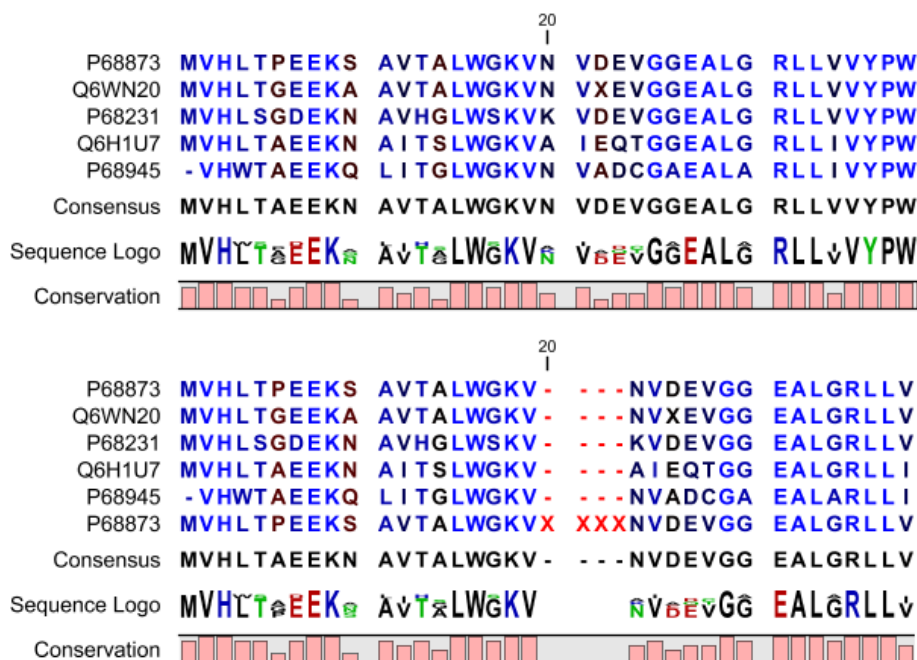 20
P68873 MVHLTPEEKS AVTALWGKVN VDEVGGEALG RLLVVYPW
Q6WN20 MVHLTGEEKA AVTALWGKVN VXEVGGEALG RLLVVYPW
P68231 MVHLSGDEKN AVHGLWSKVK VDEVGGEALG RLLVVYPW
Q6H1U7 MVHLTAEEKN AITSLWGKVA IEQTGGEALG RLLIVYPW
P68945 -VHWTAEEKQ LITGLWGKVN VADCGAEALA RLLIVYPW
Consensus MVHLTAEEKN AVTALWGKVN VDEVGGEALG RLLVVYPW
Sequence Logo
Conservation
20
P68873 MVHLTPEEKS AVTALWGKV- ---NVDEVGG EALGRLLV
Q6WN20 MVHLTGEEKA AVTALWGKV- ---NVXEVGG EALGRLLV
P68231 MVHLSGDEKN AVHGLWSKV- ---KVDEVGG EALGRLLV
Q6H1U7 MVHLTAEEKN AITSLWGKV- ---AIEQTGG EALGRLLI
P68945 -VHWTAEEKQ LITGLWGKV- ---NVADCGA EALARLLI
P68873 MVHLTPEEKS AVTALWGKVX XXXNVDEVGG EALGRLLV
Consensus MVHLTAEEKN AVTALWGKV- ---NVDEVGG EALGRLLV
Sequence Logo
Conservation